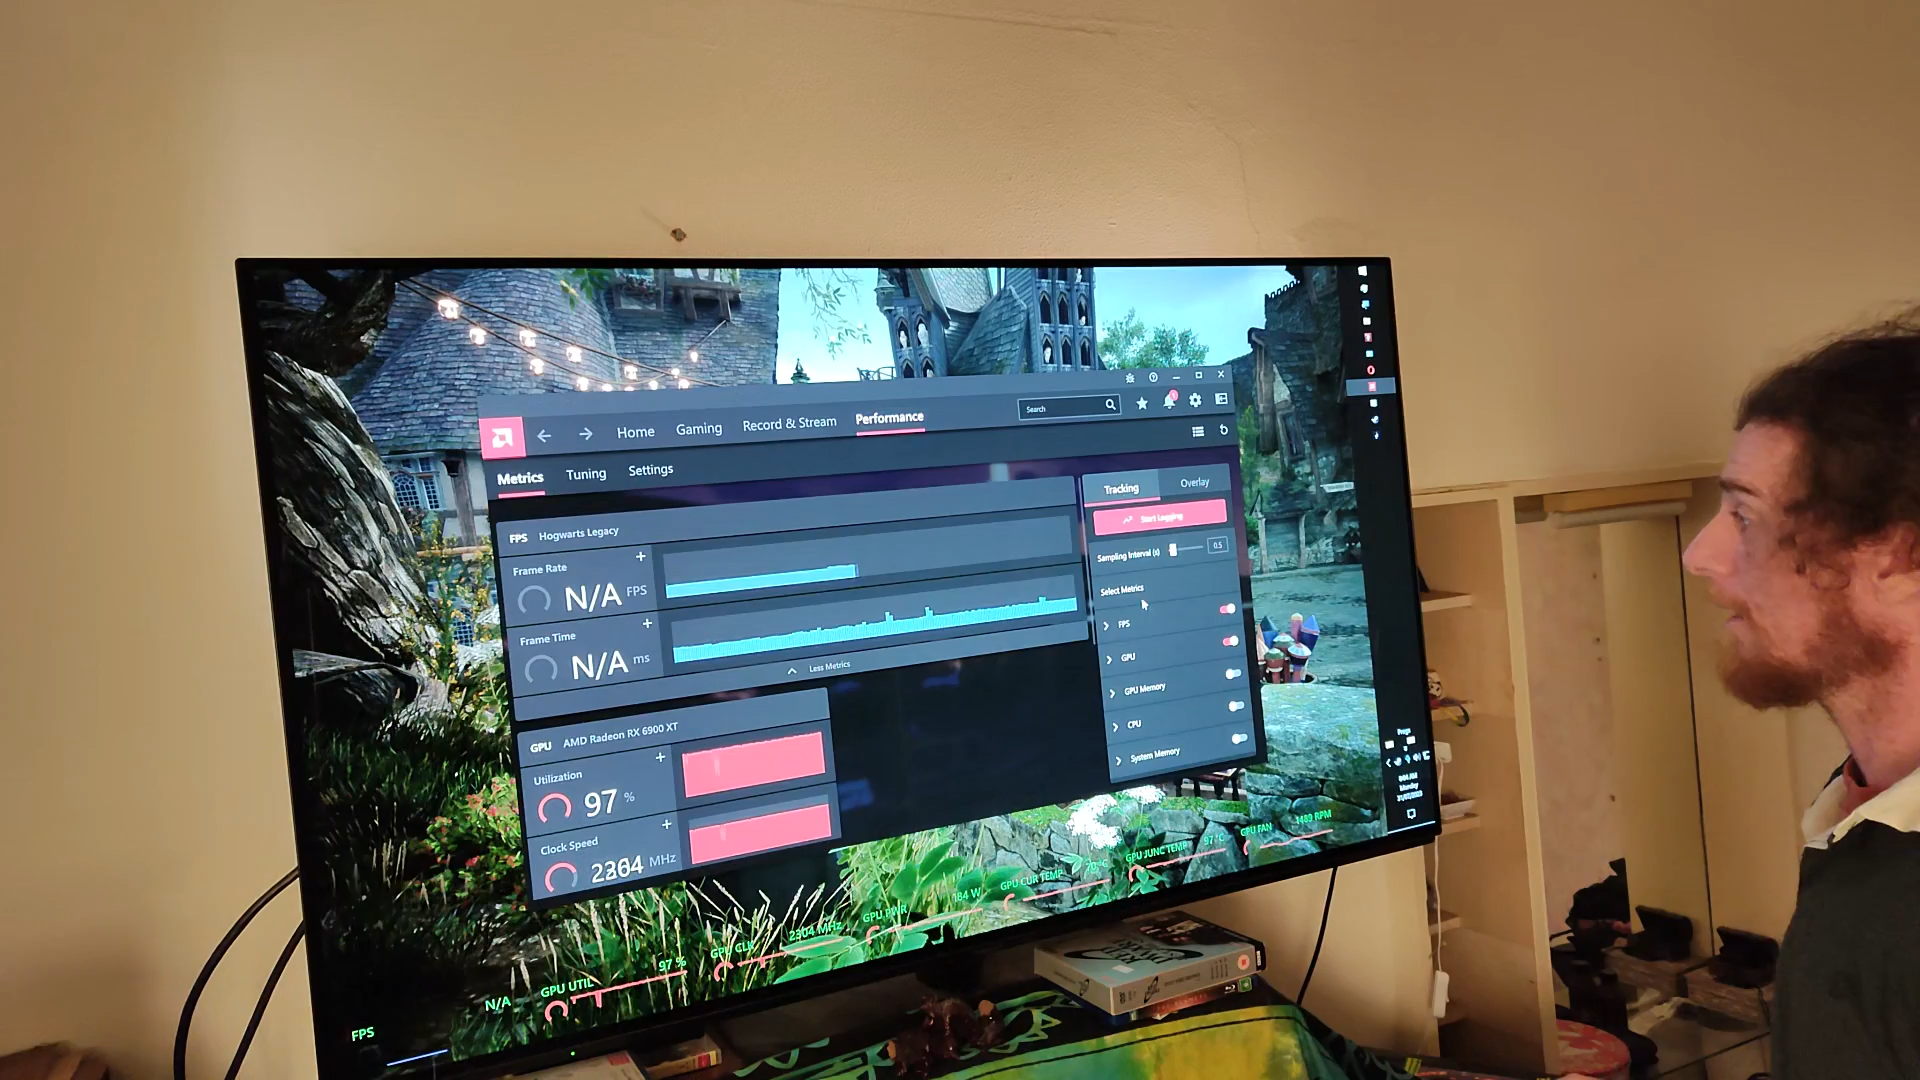 Home
Gaming
Record & Stream
Performance
Search
Metrics
Tuning
Settings
FPS Hogwarts Legacy
Frame Rate
N/A FPS
Frame Time
N/A ms
Less Metrics
GPU AMD Radeon RX 6900 XT
Utilization
97 %
Clock Speed
MHz
Tracking
Overlay
Start Logging
Sampling Interval (s)
0.5
Select Metrics
FPS
GPU
GPU Memory
CPU
System Memory
FPS
N/A
GPU UTIL
97 %
GPU CLK
2304 MHz
GPU PWR
184 W
GPU CUR TEMP
70 °C
GPU JUNC TEMP
97 °C
GPU FAN
1489 RPM
Monday